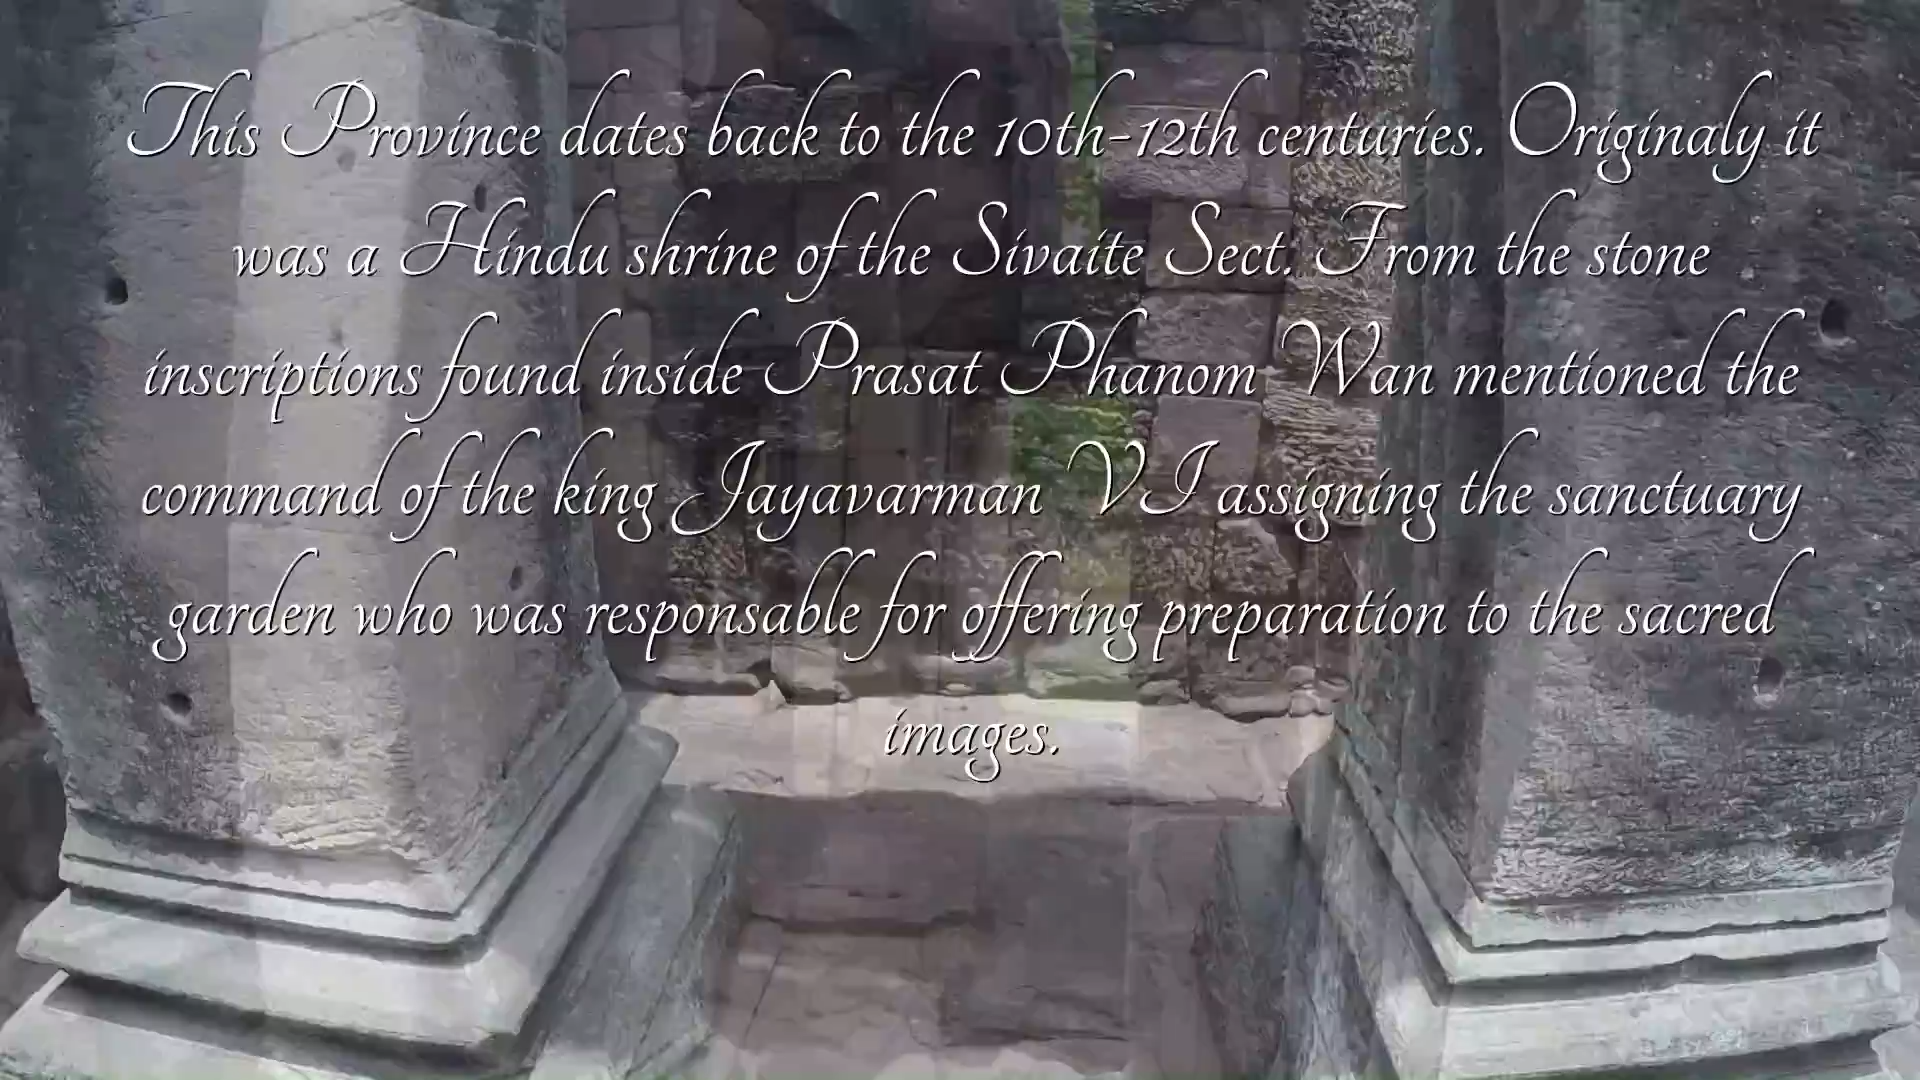 This Province dates back to the 10th-12th centuries. Originaly it
was a Hindu shrine of the Sivaite Sect. From the stone
inscriptions found inside Prasat Phanom Wan mentioned the
command of the king Jayavarman VI assigning the sanctuary
garden who was responsable for offering preparation to the sacred
images.